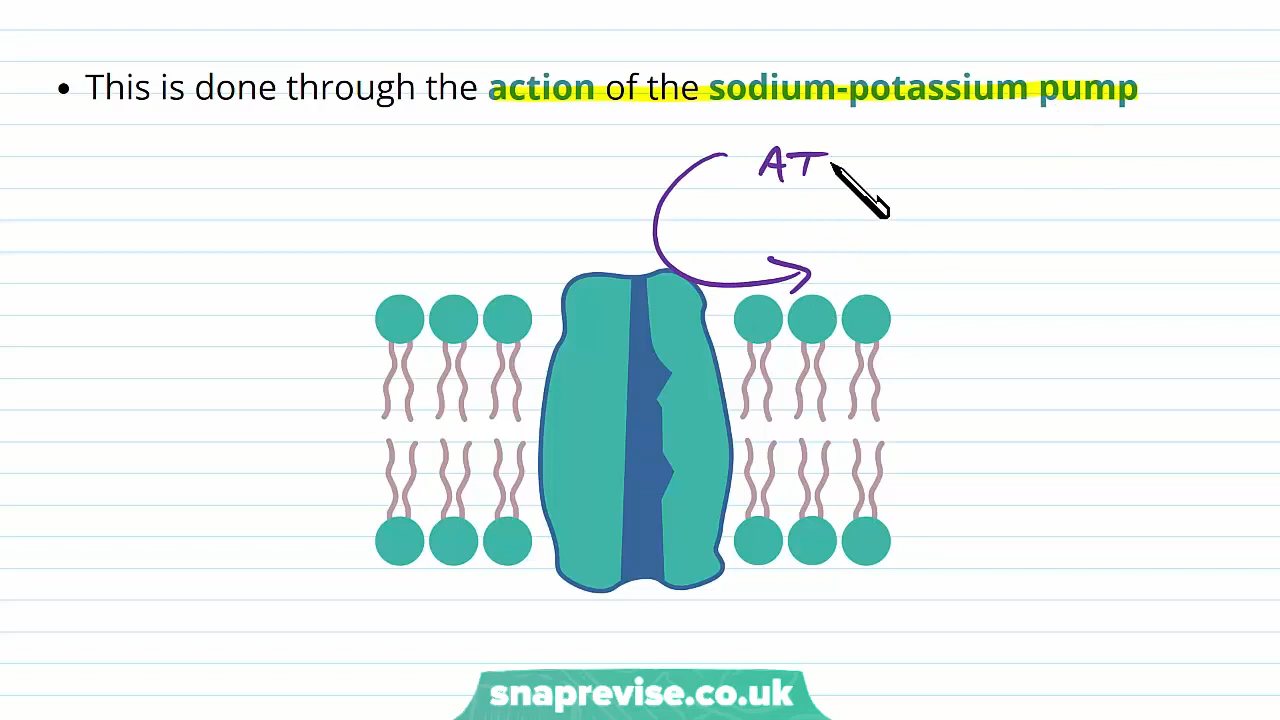 • This is done through the action of the sodium-potassium pump
AT
snaprevise.co.uk